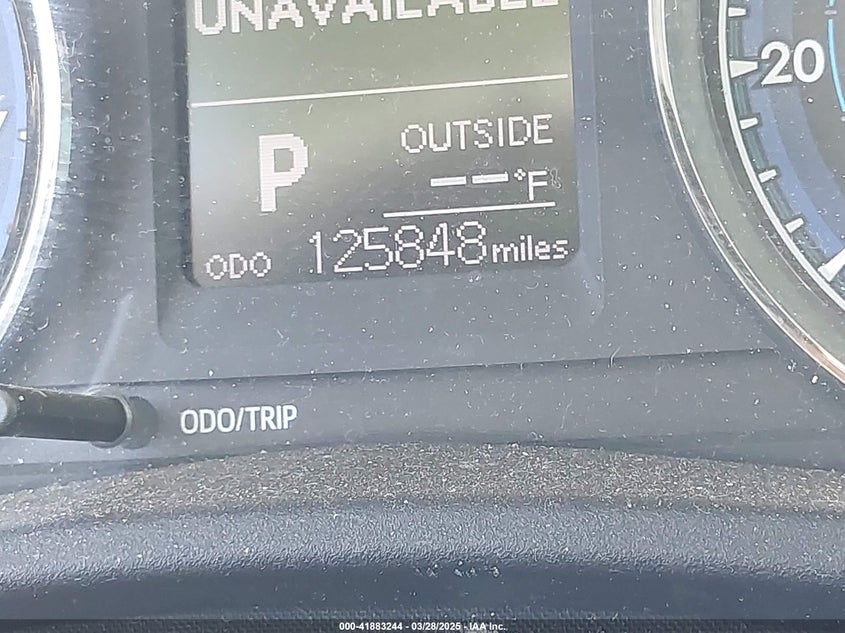 UNAVAILABLE
20
P
OUTSIDE
--°F
ODO 125848 miles
ODO/TRIP
000-41883244 - 03/28/2025 - IAA Inc.